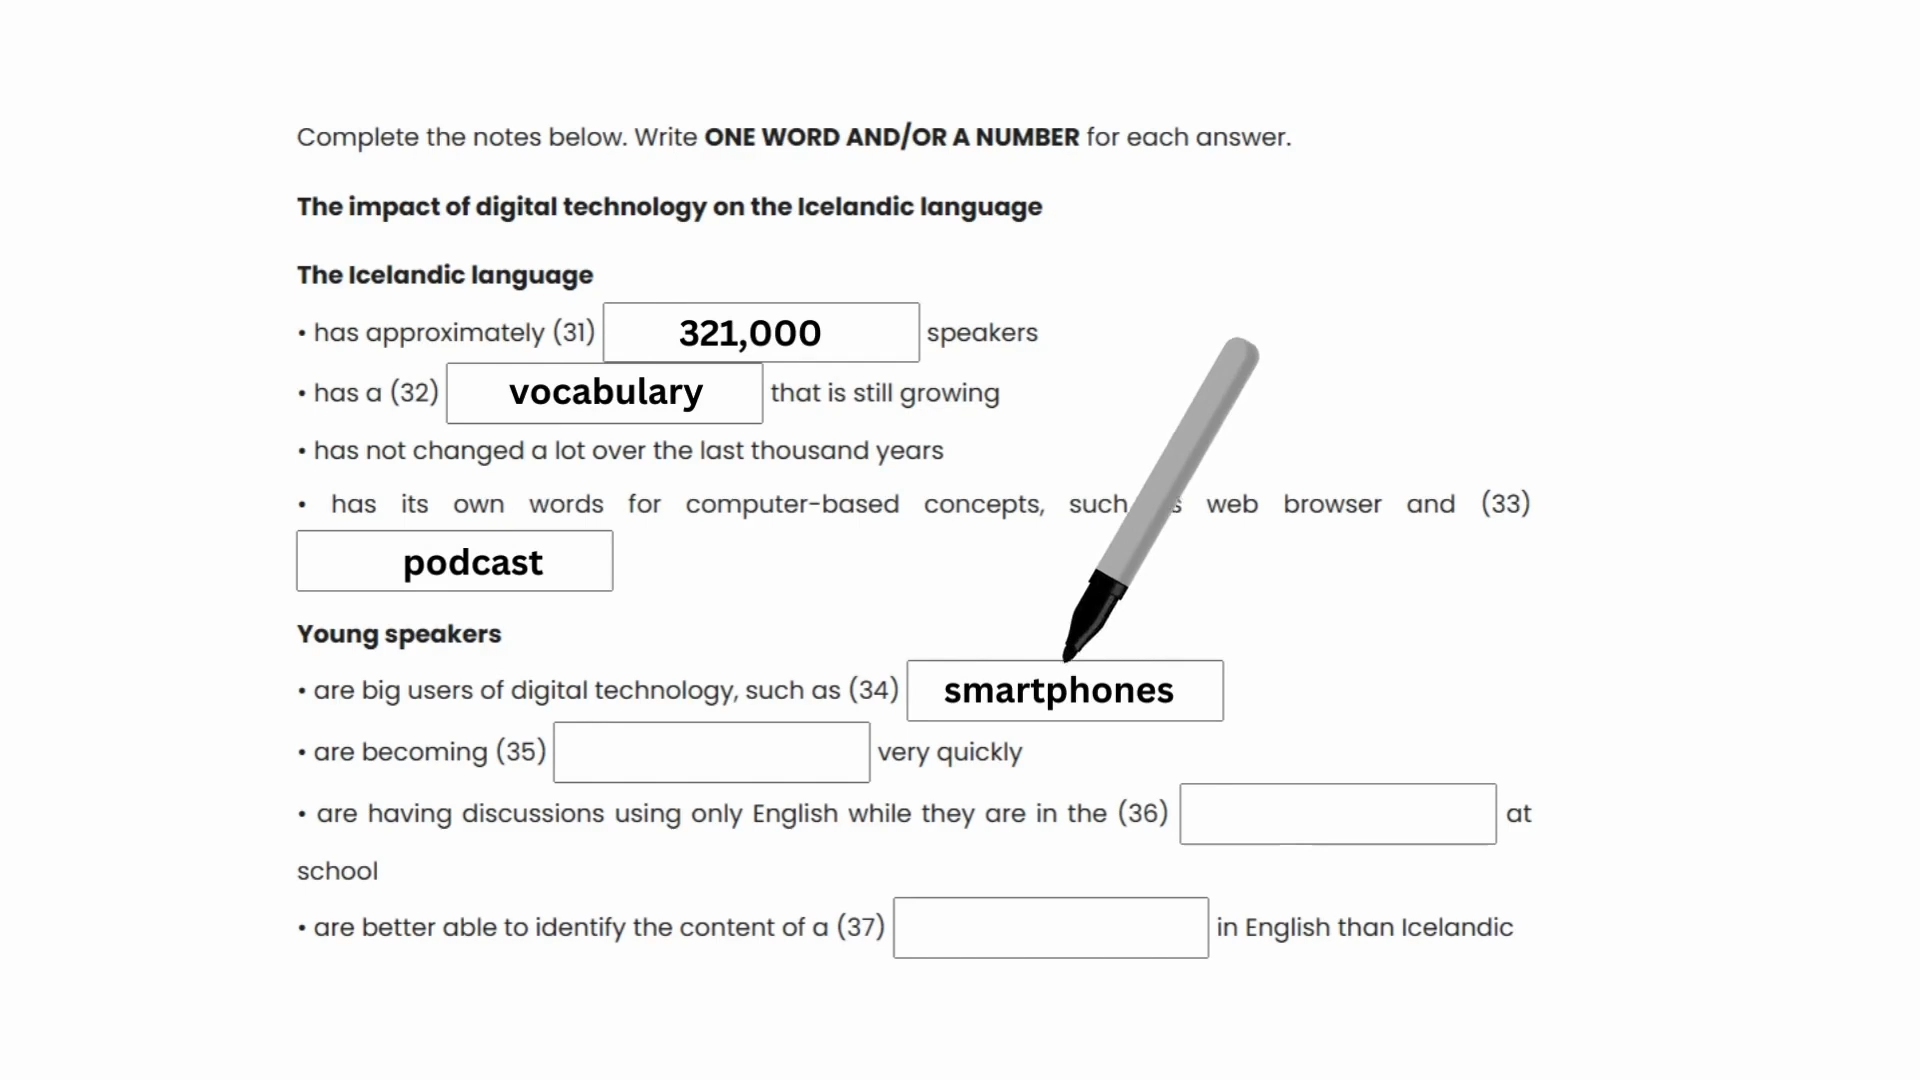 Complete the notes below. Write ONE WORD AND/OR A NUMBER for each answer.
The impact of digital technology on the Icelandic language
The Icelandic language
• has approximately (31) 321,000 speakers
• has a (32) vocabulary that is still growing
• has not changed a lot over the last thousand years
• has its own words for computer-based concepts, such web browser and (33)
podcast
Young speakers
• are big users of digital technology, such as (34) smartphones
• are becoming (35) very quickly
• are having discussions using only English while they are in the (36) at
school
• are better able to identify the content of a (37) in English than Icelandic